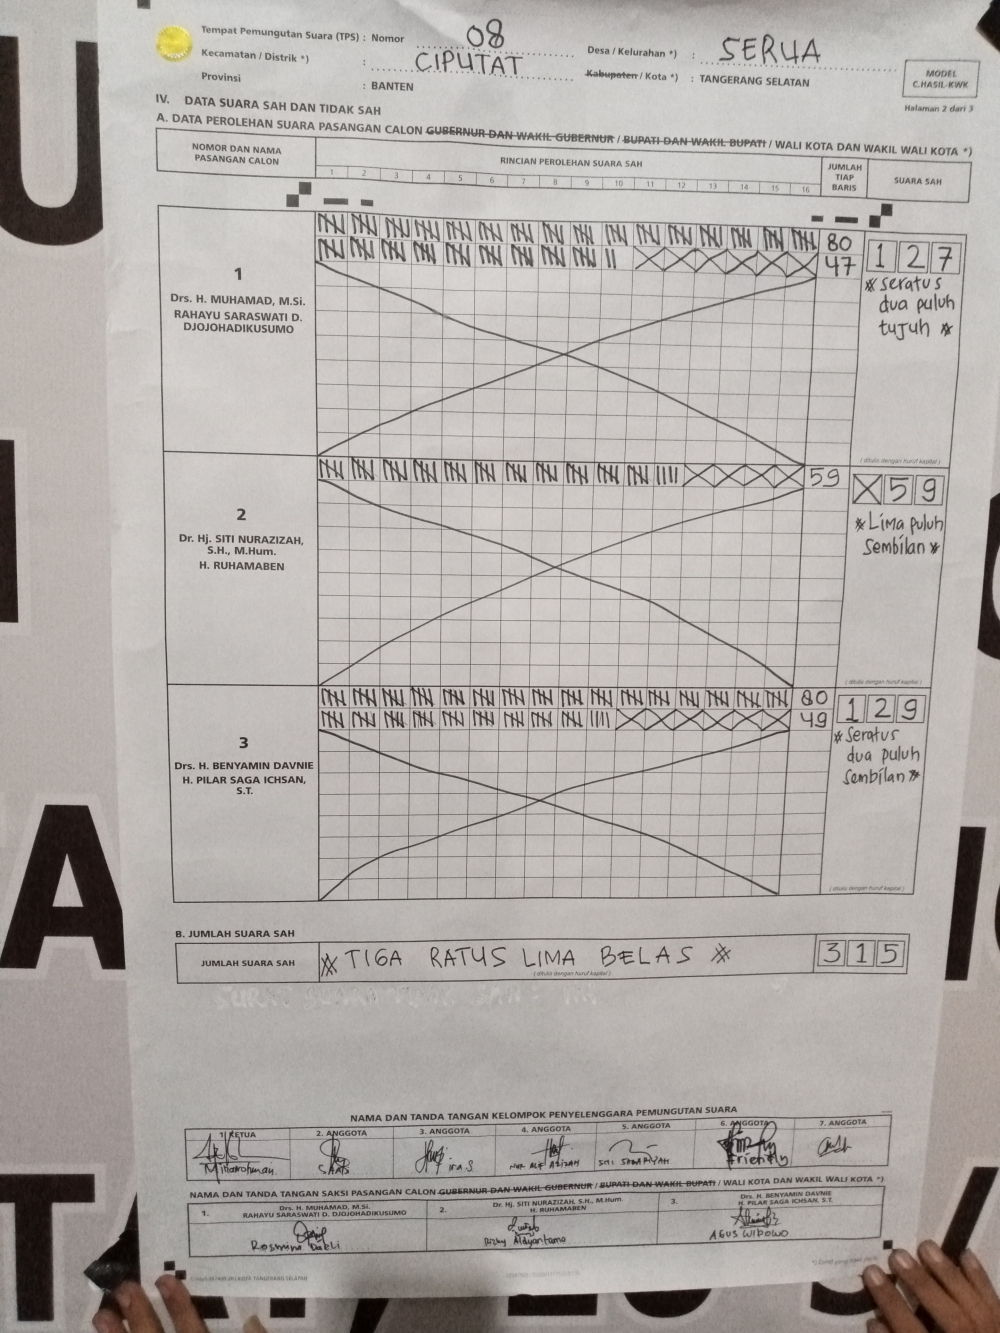 Tempat Pemungutan Suara (TPS) : Nomor 08 Desa / Kelurahan *) : SERUA
Kecamatan / Distrik *) : CIPUTAT Kabupaten / Kota *) : TANGERANG SELATAN
Provinsi : BANTEN
MODEL
C.HASIL-KWK
Halaman 2 dari 3
IV. DATA SUARA SAH DAN TIDAK SAH
A. DATA PEROLEHAN SUARA PASANGAN CALON GUBERNUR DAN WAKIL GUBERNUR / BUPATI DAN WAKIL BUPATI / WALI KOTA DAN WAKIL WALI KOTA *)
NOMOR DAN NAMA
PASANGAN CALON
RINCIAN PEROLEHAN SUARA SAH
1 2 3 4 5 6 7 8 9 10 11 12 13 14 15 16
JUMLAH
TIAP
BARIS
SUARA SAH
1
Drs. H. MUHAMAD, M.Si.
RAHAYU SARASWATI D.
DJOJOHADIKUSUMO
80
47
127
* Seratus
dua puluh
tujuh *
(ditulis dengan huruf kapital)
2
Dr. Hj. SITI NURAZIZAH,
S.H., M.Hum.
H. RUHAMABEN
59
X59
* Lima puluh
Sembilan *
(ditulis dengan huruf kapital)
3
Drs. H. BENYAMIN DAVNIE
H. PILAR SAGA ICHSAN,
S.T.
80
49
129
* Seratus
dua puluh
Sembilan *
(ditulis dengan huruf kapital)
B. JUMLAH SUARA SAH
JUMLAH SUARA SAH * TIGA RATUS LIMA BELAS * 315
(ditulis dengan huruf kapital)
NAMA DAN TANDA TANGAN KELOMPOK PENYELENGGARA PEMUNGUTAN SUARA
1. KETUA 2. ANGGOTA 3. ANGGOTA 4. ANGGOTA 5. ANGGOTA 6. ANGGOTA 7. ANGGOTA
Miftahrohman. SAAD Ira S NUR ALIF AZIZAH SITI SABARIYAH Friendly
NAMA DAN TANDA TANGAN SAKSI PASANGAN CALON GUBERNUR DAN WAKIL GUBERNUR / BUPATI DAN WAKIL BUPATI / WALI KOTA DAN WAKIL WALI KOTA *)
1. Drs. H. MUHAMAD, M.Si.
RAHAYU SARASWATI D. DJOJOHADIKUSUMO
2. Dr. Hj. SITI NURAZIZAH, S.H., M.Hum.
H. RUHAMABEN
3. Drs. H. BENYAMIN DAVNIE
H. PILAR SAGA ICHSAN, S.T.
Rosmina Rizky Aldyantama AGUS WIBOWO